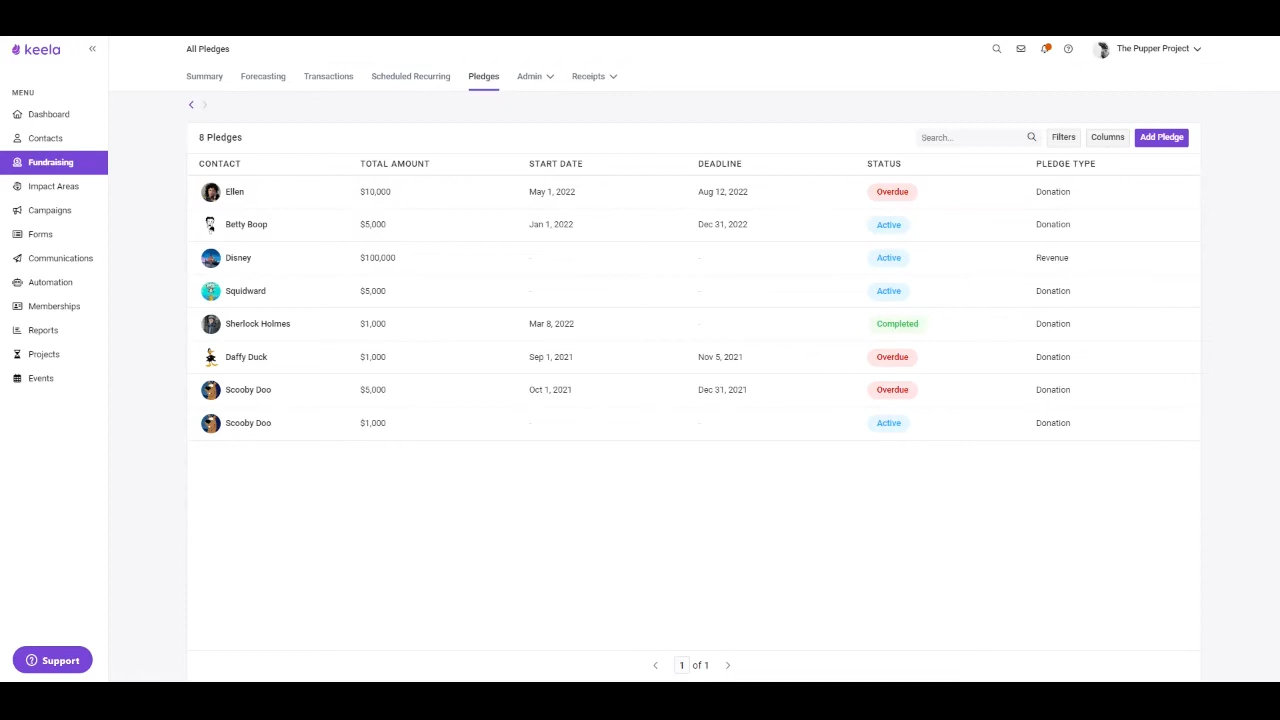 keela
All Pledges
The Pupper Project
Summary Forecasting Transactions Scheduled Recurring Pledges Admin Receipts
MENU
Dashboard
Contacts
Fundraising
Impact Areas
Campaigns
Forms
Communications
Automation
Memberships
Reports
Projects
Events
Support
8 Pledges Search... Filters Columns Add Pledge
CONTACT TOTAL AMOUNT START DATE DEADLINE STATUS PLEDGE TYPE
Ellen $10,000 May 1, 2022 Aug 12, 2022 Overdue Donation
Betty Boop $5,000 Jan 1, 2022 Dec 31, 2022 Active Donation
Disney $100,000 - - Active Revenue
Squidward $5,000 - - Active Donation
Sherlock Holmes $1,000 Mar 8, 2022 - Completed Donation
Daffy Duck $1,000 Sep 1, 2021 Nov 5, 2021 Overdue Donation
Scooby Doo $5,000 Oct 1, 2021 Dec 31, 2021 Overdue Donation
Scooby Doo $1,000 - - Active Donation
1 of 1